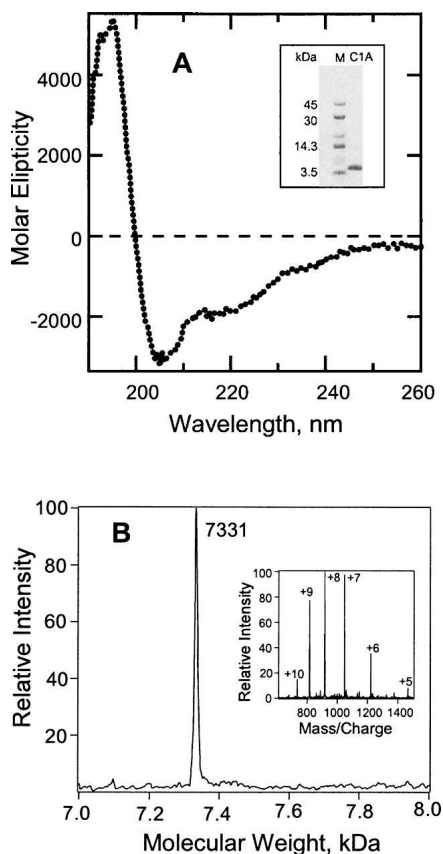 A
kDa M C1A
45
30
14.3
3.5
4000
2000
0
-2000
Molar Elipticity
200 220 240 260
Wavelength, nm
B
7331
100
80
60
40
20
Relative Intensity
7.0 7.2 7.4 7.6 7.8 8.0
Molecular Weight, kDa
100
80
60
40
20
0
Relative Intensity
+10
+9
+8
+7
+6
+5
800 1000 1200 1400
Mass/Charge